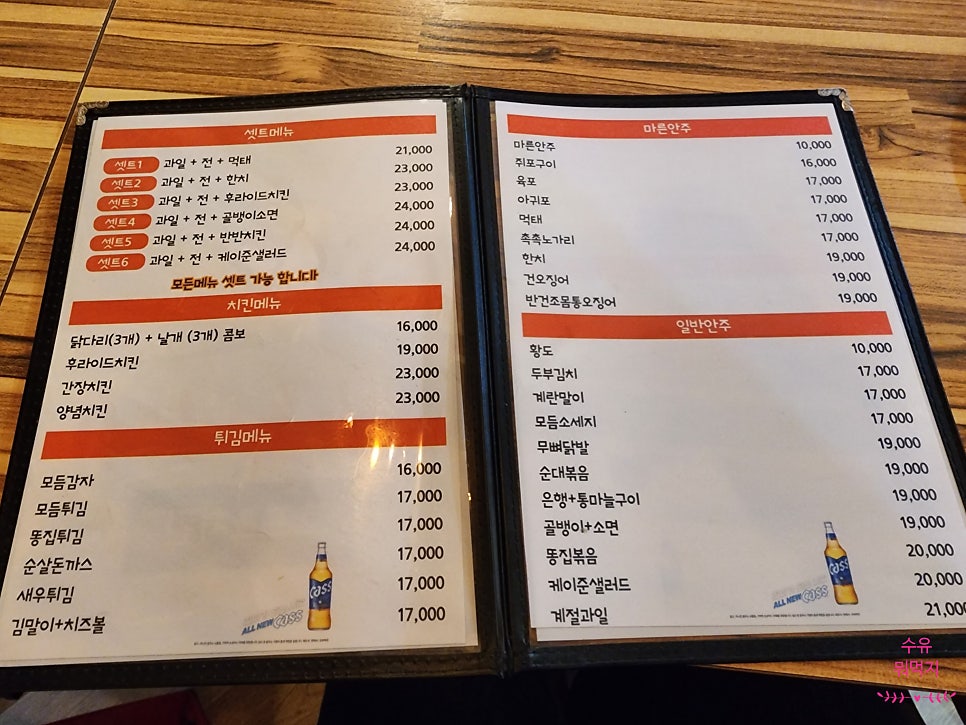 셋트메뉴
셋트1 과일 + 전 + 먹태 21,000
셋트2 과일 + 전 + 한치 23,000
셋트3 과일 + 전 + 후라이드치킨 23,000
셋트4 과일 + 전 + 골뱅이소면 24,000
셋트5 과일 + 전 + 반반치킨 24,000
셋트6 과일 + 전 + 케이준샐러드 24,000
모든메뉴 셋트 가능 합니다
치킨메뉴
닭다리(3개) + 날개 (3개) 콤보 16,000
후라이드치킨 19,000
간장치킨 23,000
양념치킨 23,000
튀김메뉴
모듬감자 16,000
모듬튀김 17,000
똥집튀김 17,000
순살돈까스 17,000
새우튀김 17,000
김말이+치즈볼 17,000
ALL NEW Cass
Cass
마른안주
마른안주 10,000
쥐포구이 16,000
육포 17,000
아귀포 17,000
먹태 17,000
촉촉노가리 17,000
한치 19,000
건오징어 19,000
반건조몸통오징어 19,000
일반안주
황도 10,000
두부김치 17,000
계란말이 17,000
모듬소세지 17,000
무뼈닭발 19,000
순대볶음 19,000
은행+통마늘구이 19,000
골뱅이+소면 19,000
똥집볶음 20,000
케이준샐러드 20,000
계절과일 21,000
ALL NEW Cass
Cass
수유
뭐먹지